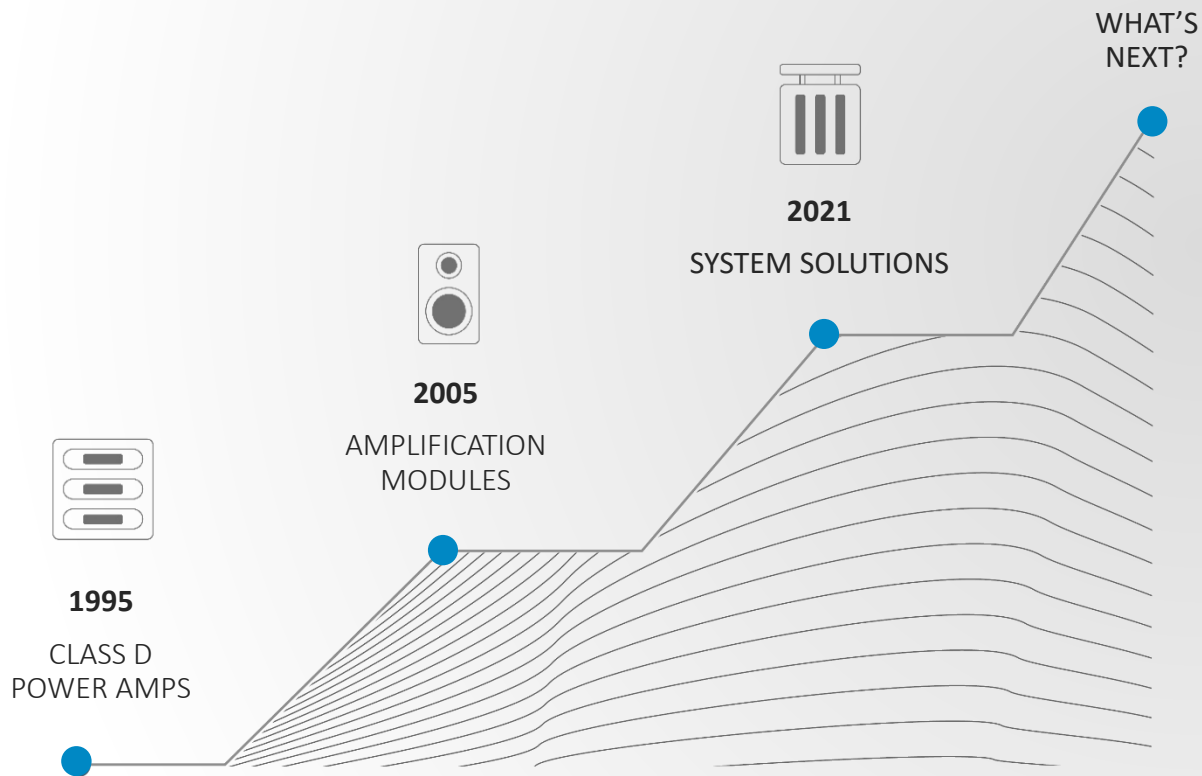 1995
CLASS D
POWER AMPS
2005
AMPLIFICATION
MODULES
2021
SYSTEM SOLUTIONS
WHAT’S
NEXT?